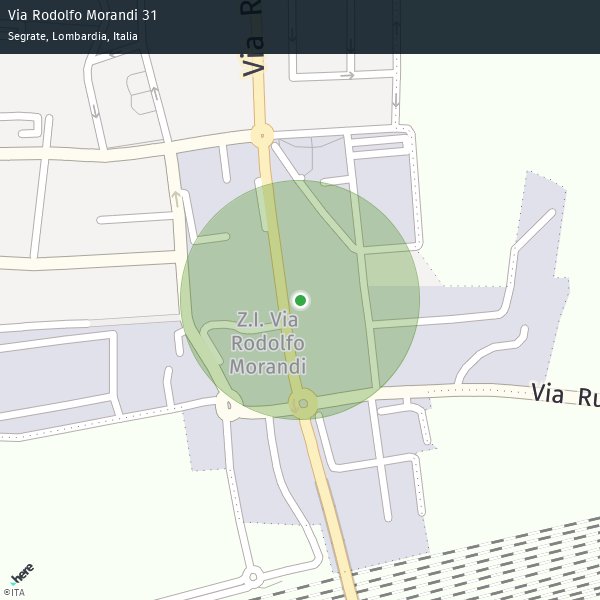 Via Rodolfo Morandi 31
Segrate, Lombardia, Italia
Via R
Z.I. Via
Rodolfo
Morandi
Via Ru
here
©ITA